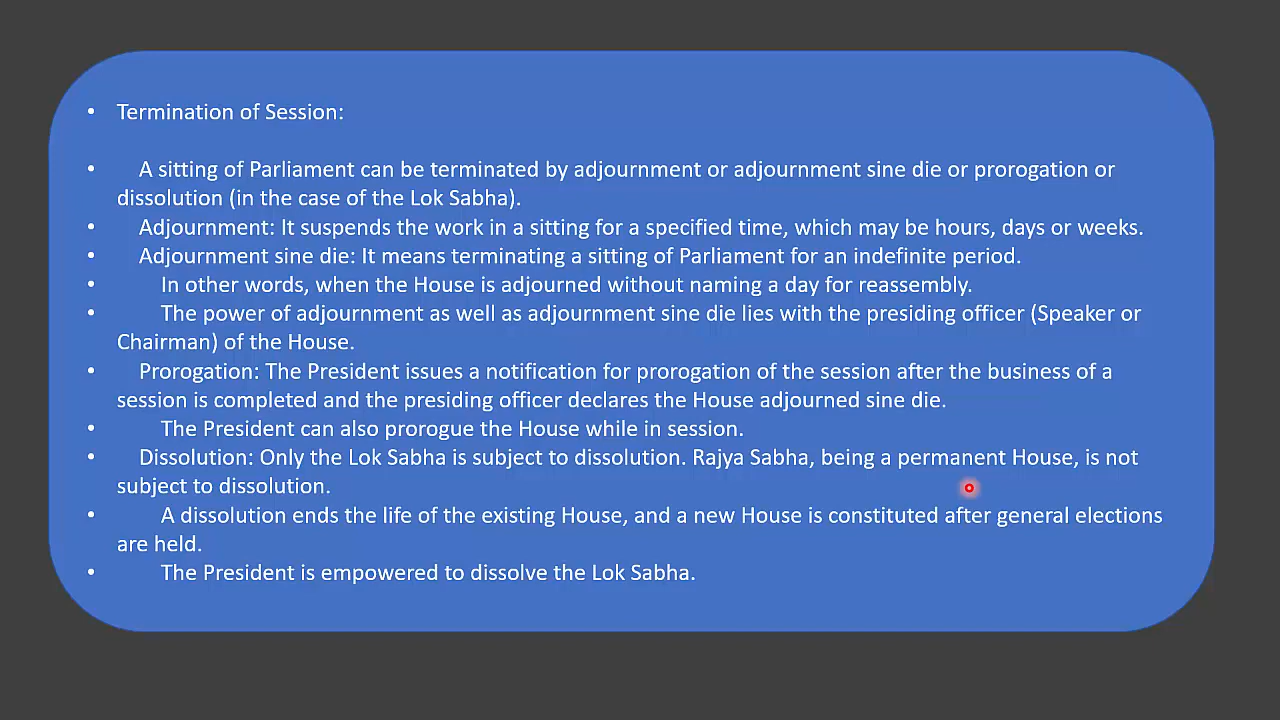 • Termination of Session:
• A sitting of Parliament can be terminated by adjournment or adjournment sine die or prorogation or
dissolution (in the case of the Lok Sabha).
• Adjournment: It suspends the work in a sitting for a specified time, which may be hours, days or weeks.
• Adjournment sine die: It means terminating a sitting of Parliament for an indefinite period.
• In other words, when the House is adjourned without naming a day for reassembly.
• The power of adjournment as well as adjournment sine die lies with the presiding officer (Speaker or
Chairman) of the House.
• Prorogation: The President issues a notification for prorogation of the session after the business of a
session is completed and the presiding officer declares the House adjourned sine die.
• The President can also prorogue the House while in session.
• Dissolution: Only the Lok Sabha is subject to dissolution. Rajya Sabha, being a permanent House, is not
subject to dissolution.
• A dissolution ends the life of the existing House, and a new House is constituted after general elections
are held.
• The President is empowered to dissolve the Lok Sabha.